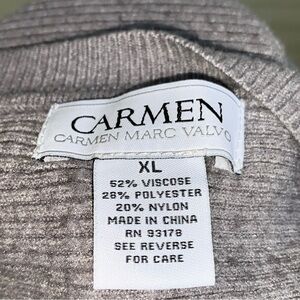 CARMEN
CARMEN MARC VALVO
XL
52% VISCOSE
28% POLYESTER
20% NYLON
MADE IN CHINA
RN 93178
SEE REVERSE
FOR CARE